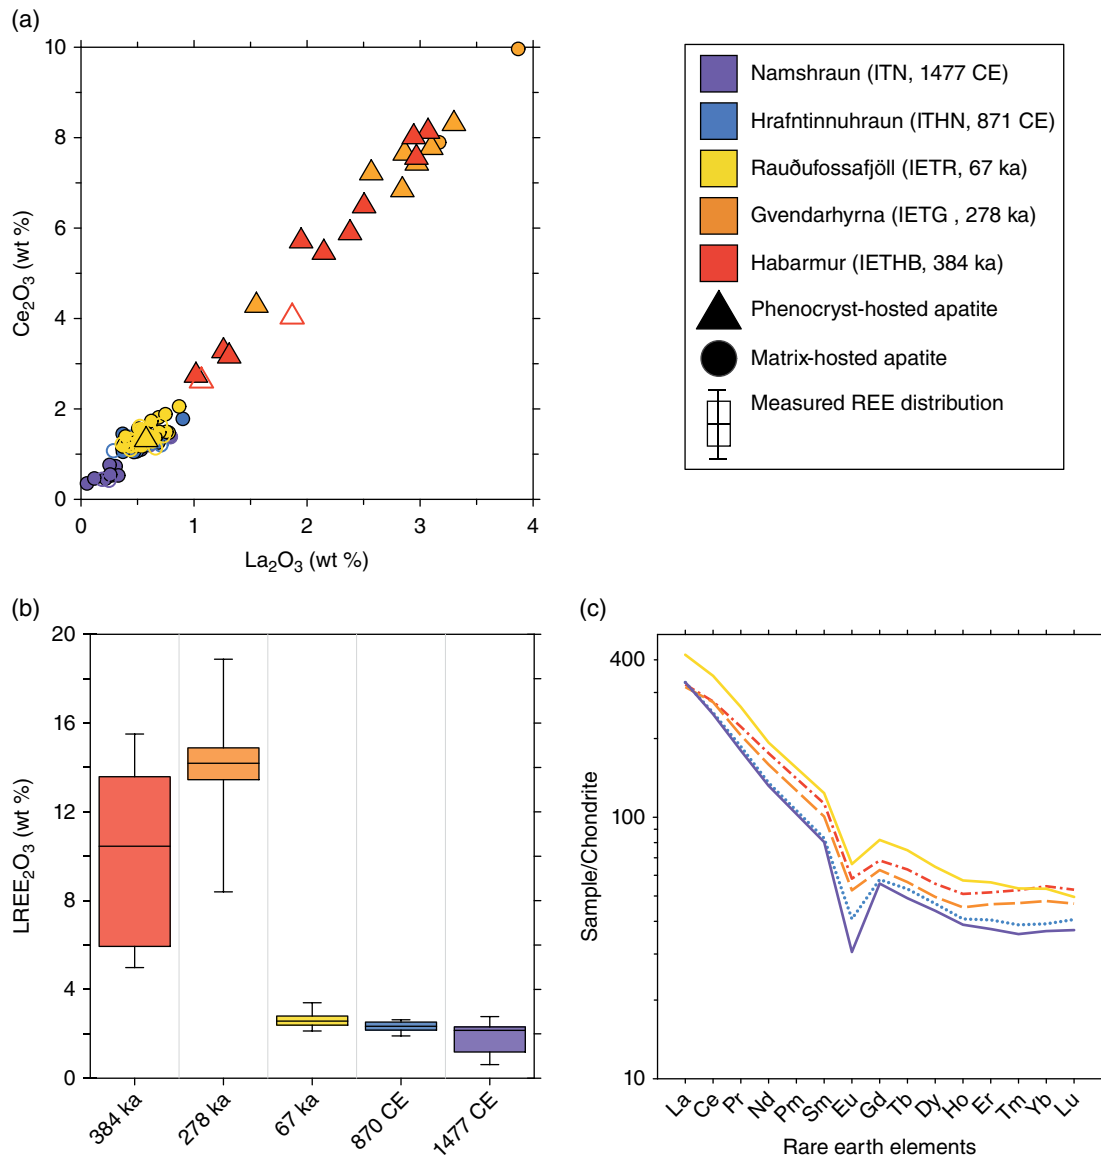 (a)
10
8
6
4
2
0
Ce2O3 (wt %)
0 1 2 3 4
La2O3 (wt %)
Namshraun (ITN, 1477 CE)
Hrafntinnuhraun (ITHN, 871 CE)
Rauðufossafjöll (IETR, 67 ka)
Gvendarhyrna (IETG , 278 ka)
Habarmur (IETHB, 384 ka)
Phenocryst-hosted apatite
Matrix-hosted apatite
Measured REE distribution
(b)
20
16
12
8
4
0
LREE2O3 (wt %)
384 ka 278 ka 67 ka 870 CE 1477 CE
(c)
400
100
10
Sample/Chondrite
La Ce Pr Nd Pm Sm Eu Gd Tb Dy Ho Er Tm Yb Lu
Rare earth elements